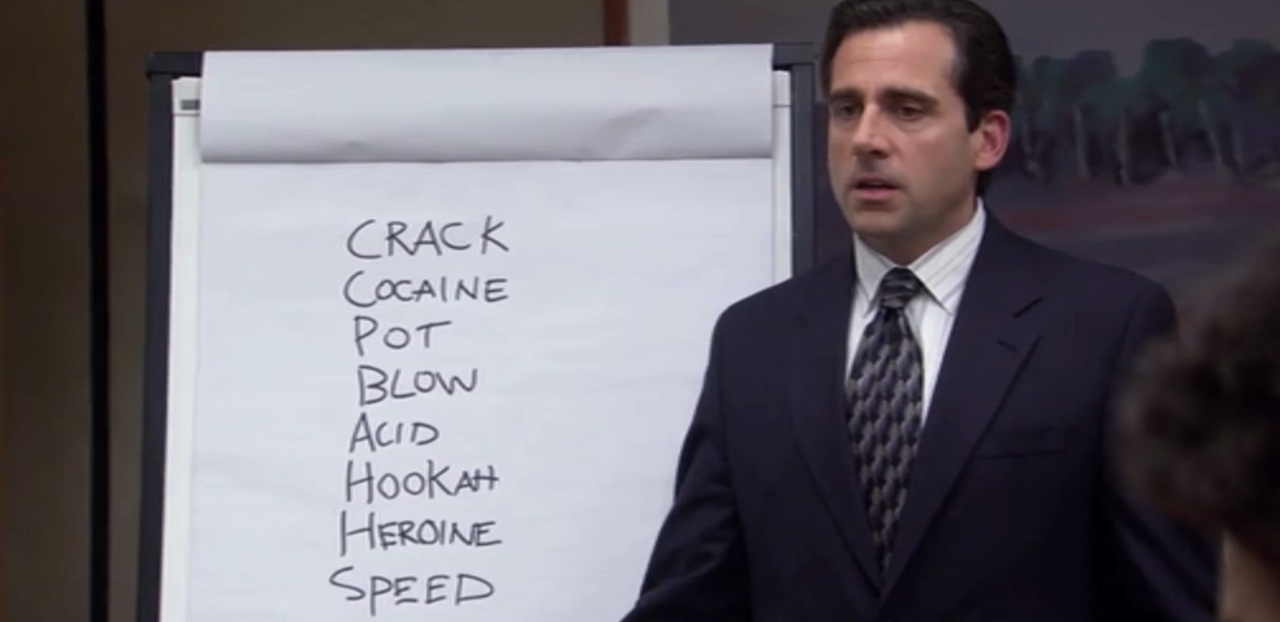 CRACK
COCAINE
POT
BLOW
ACID
HOOKAH
HEROINE
SPEED